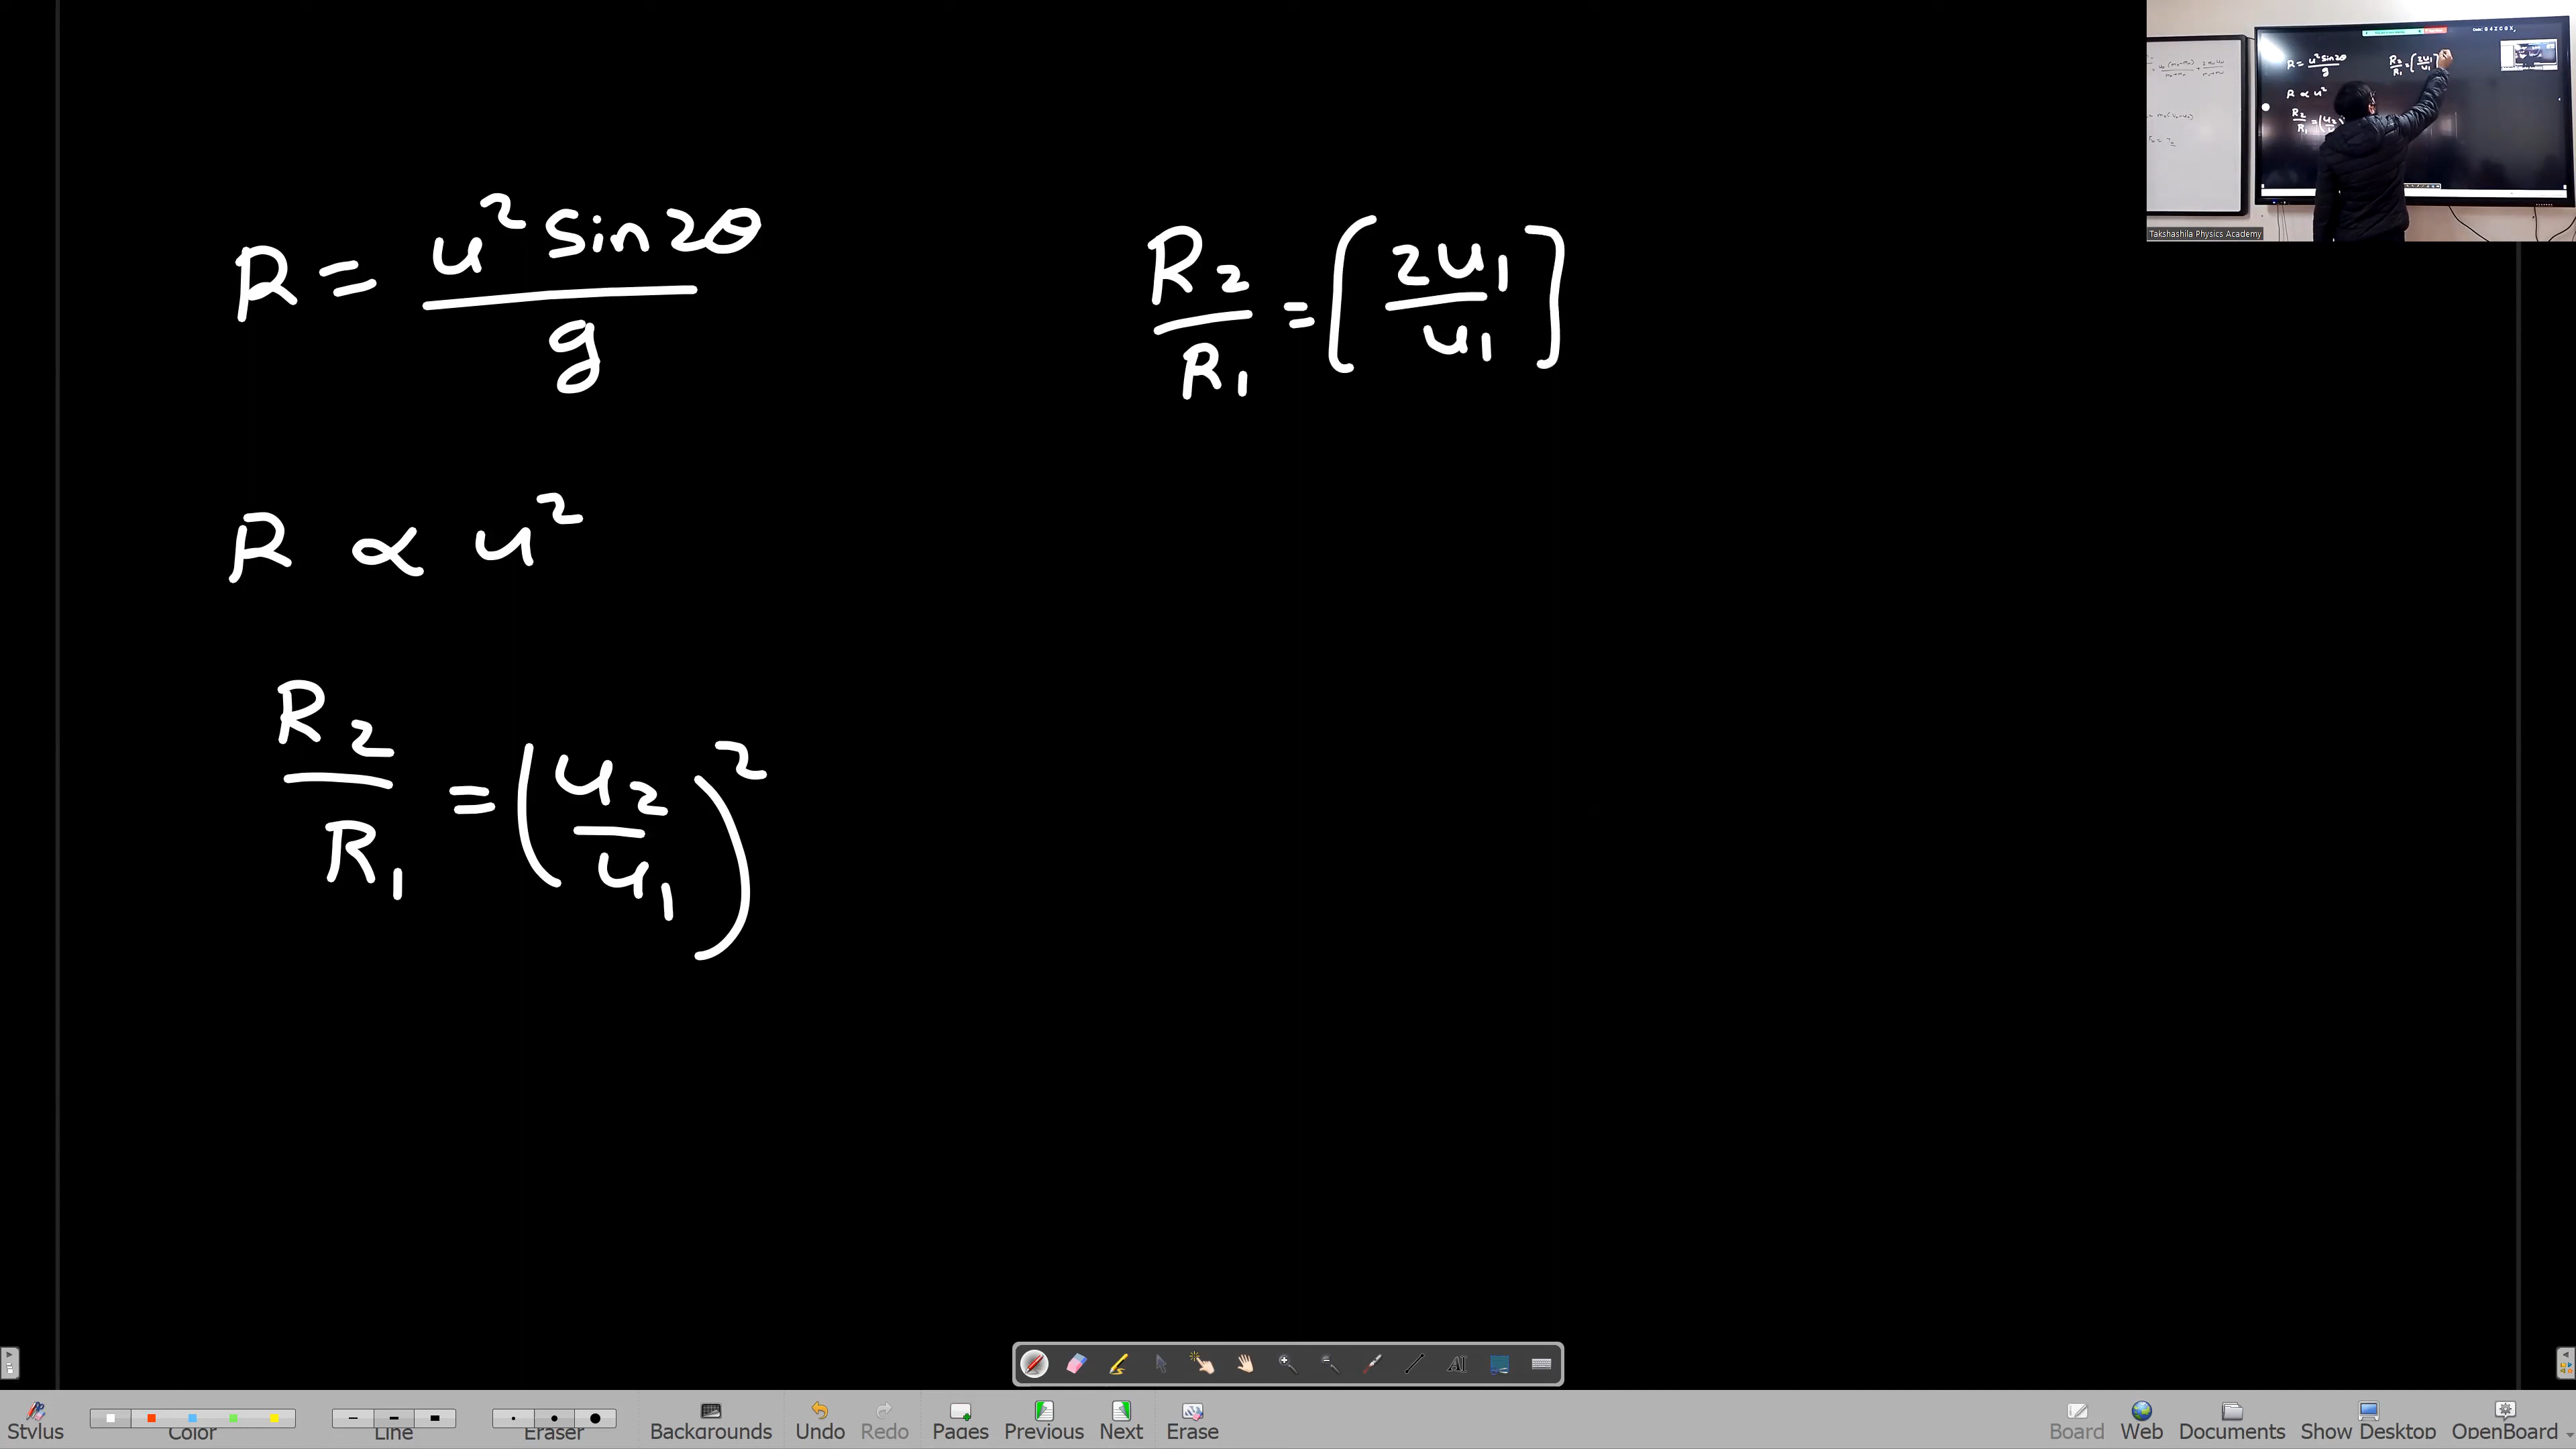 R = u² sin 2θ / g
R ∝ u²
R₂ / R₁ = (u₂ / u₁)²
R₂ / R₁ = [2u₁ / u₁]
Takshashila Physics Academy
Stylus
Color
Line
Eraser
Backgrounds
Undo
Redo
Pages
Previous
Next
Erase
Board
Web
Documents
Show Desktop
OpenBoard